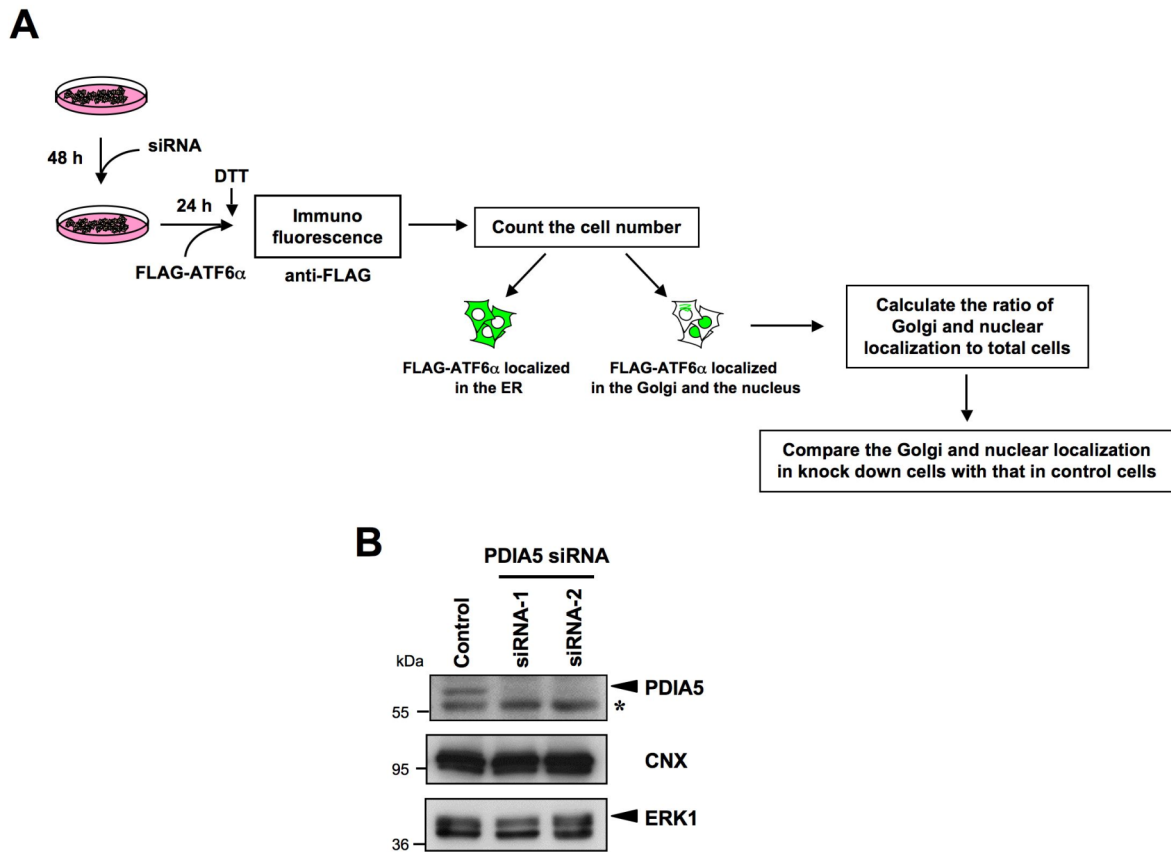 A
48 h
siRNA
DTT
24 h
FLAG-ATF6α
Immuno
fluorescence
anti-FLAG
Count the cell number
FLAG-ATF6α localized
in the ER
FLAG-ATF6α localized
in the Golgi and the nucleus
Calculate the ratio of
Golgi and nuclear
localization to total cells
Compare the Golgi and nuclear localization
in knock down cells with that in control cells
B
PDIA5 siRNA
Control
siRNA-1
siRNA-2
kDa
PDIA5
55
*
CNX
95
ERK1
36